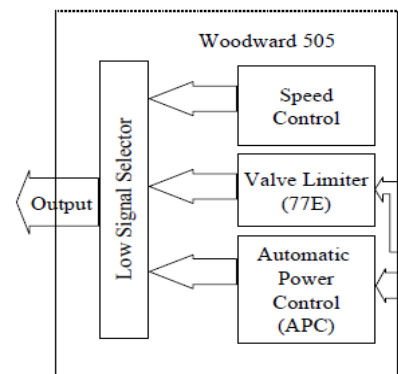 Woodward 505
Low Signal Selector
Speed
Control
Output
Valve Limiter
(77E)
Automatic
Power
Control
(APC)